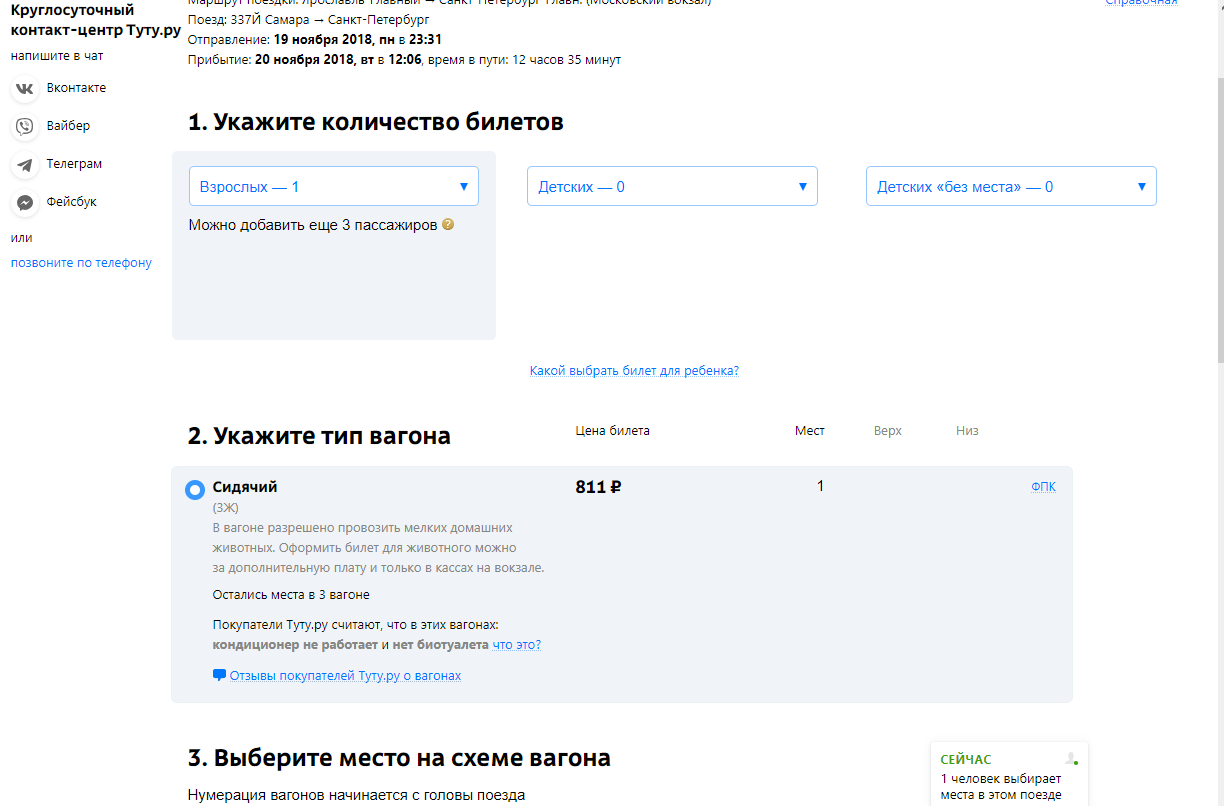 Круглосуточный
контакт-центр Туту.ру
напишите в чат
Вконтакте
Вайбер
Телеграм
Фейсбук
или
позвоните по телефону
Маршрут поездки: Ярославль Главный → Санкт-Петербург Главн. (Московский вокзал)
Справочная
Поезд: 337Й Самара → Санкт-Петербург
Отправление: 19 ноября 2018, пн в 23:31
Прибытие: 20 ноября 2018, вт в 12:06, время в пути: 12 часов 35 минут
1. Укажите количество билетов
Взрослых — 1
Детских — 0
Детских «без места» — 0
Можно добавить еще 3 пассажиров ?
Какой выбрать билет для ребенка?
2. Укажите тип вагона
Цена билета
Мест
Верх
Низ
Сидячий
811 ₽
1
ФПК
(3Ж)
В вагоне разрешено провозить мелких домашних
животных. Оформить билет для животного можно
за дополнительную плату и только в кассах на вокзале.
Остались места в 3 вагоне
Покупатели Туту.ру считают, что в этих вагонах:
кондиционер не работает и нет биотуалета что это?
Отзывы покупателей Туту.ру о вагонах
3. Выберите место на схеме вагона
Нумерация вагонов начинается с головы поезда
СЕЙЧАС
1 человек выбирает
места в этом поезде